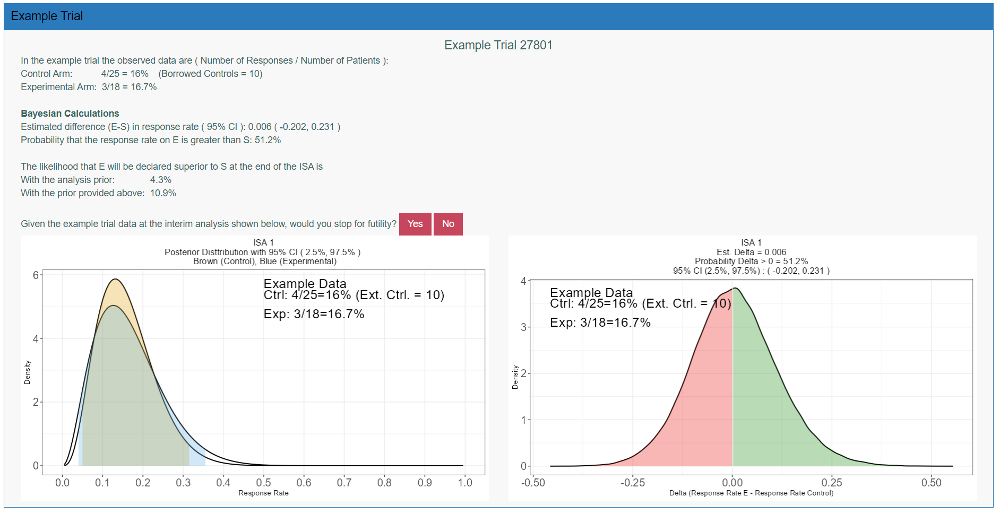 Example Trial
Example Trial 27801
In the example trial the observed data are ( Number of Responses / Number of Patients ):
Control Arm: 4/25 = 16% (Borrowed Controls = 10)
Experimental Arm: 3/18 = 16.7%
Bayesian Calculations
Estimated difference (E-S) in response rate ( 95% CI ): 0.006 ( -0.202, 0.231 )
Probability that the response rate on E is greater than S: 51.2%
The likelihood that E will be declared superior to S at the end of the ISA is
With the analysis prior: 4.3%
With the prior provided above: 10.9%
Given the example trial data at the interim analysis shown below, would you stop for futility? Yes No
ISA 1
Posterior Disttribution with 95% CI ( 2.5%, 97.5% )
Brown (Control), Blue (Experimental)
Example Data
Ctrl: 4/25=16% (Ext. Ctrl. = 10)
Exp: 3/18=16.7%
6
4
2
0
Density
0.0 0.1 0.2 0.3 0.4 0.5 0.6 0.7 0.8 0.9 1.0
Response Rate
ISA 1
Est. Delta = 0.006
Probability Delta > 0 = 51.2%
95% CI (2.5%, 97.5%) : ( -0.202, 0.231 )
Example Data
Ctrl: 4/25=16% (Ext. Ctrl. = 10)
Exp: 3/18=16.7%
4
3
2
1
0
Density
-0.50 -0.25 0.00 0.25 0.50
Delta (Response Rate E - Response Rate Control)